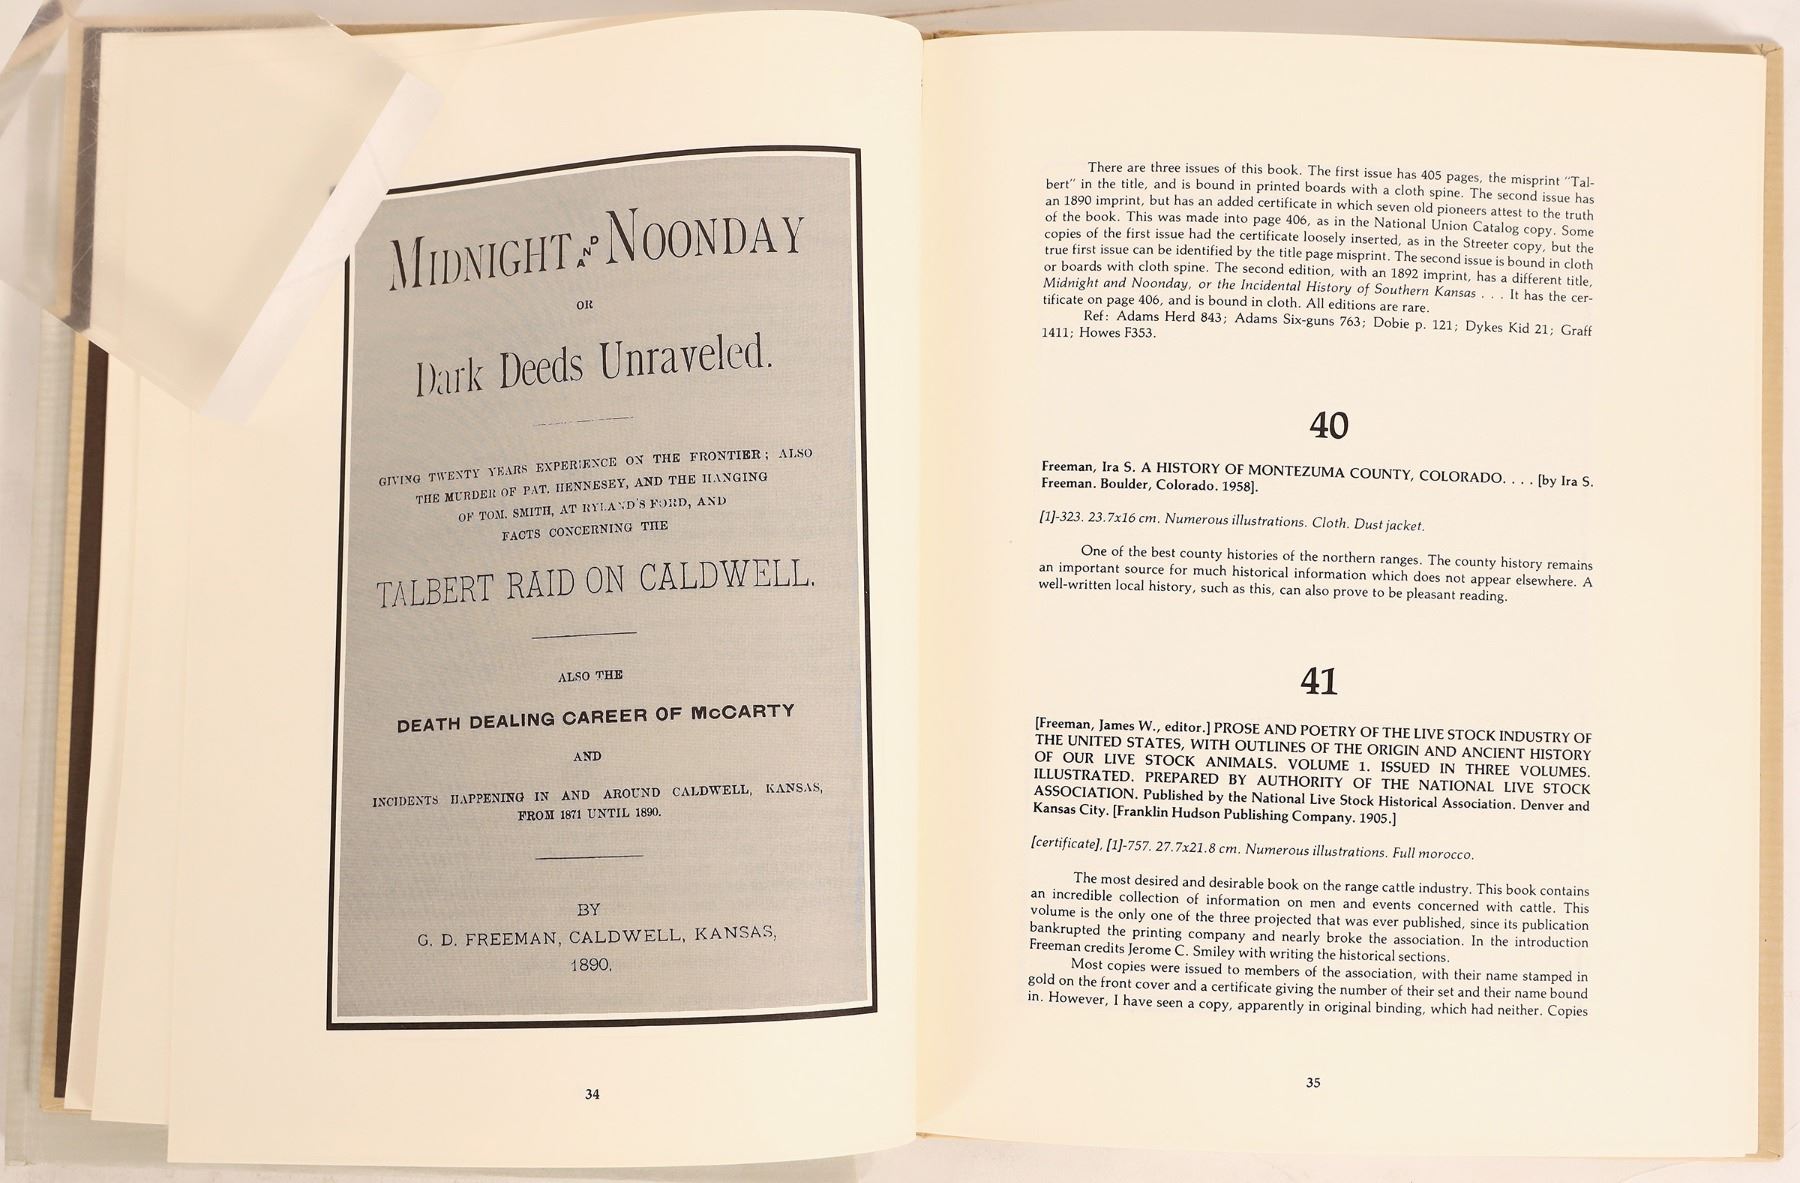 MIDNIGHT AND NOONDAY
OR
Dark Deeds Unraveled.
GIVING TWENTY YEARS EXPERIENCE ON THE FRONTIER; ALSO
THE MURDER OF PAT. HENNESEY, AND THE HANGING
OF TOM. SMITH, AT RYLAND'S FORD, AND
FACTS CONCERNING THE
TALBERT RAID ON CALDWELL.
ALSO THE
DEATH DEALING CAREER OF McCARTY
AND
INCIDENTS HAPPENING IN AND AROUND CALDWELL, KANSAS,
FROM 1871 UNTIL 1890.
BY
G. D. FREEMAN, CALDWELL, KANSAS,
1890.
34
There are three issues of this book. The first issue has 405 pages, the misprint "Tal-
bert" in the title, and is bound in printed boards with a cloth spine. The second issue has
an 1890 imprint, but has an added certificate in which seven old pioneers attest to the truth
of the book. This was made into page 406, as in the National Union Catalog copy. Some
copies of the first issue had the certificate loosely inserted, as in the Streeter copy, but the
true first issue can be identified by the title page misprint. The second issue is bound in cloth
or boards with cloth spine. The second edition, with an 1892 imprint, has a different title,
Midnight and Noonday, or the Incidental History of Southern Kansas . . . It has the cer-
tificate on page 406, and is bound in cloth. All editions are rare.
Ref: Adams Herd 843; Adams Six-guns 763; Dobie p. 121; Dykes Kid 21; Graff
1411; Howes F353.
40
Freeman, Ira S. A HISTORY OF MONTEZUMA COUNTY, COLORADO. . . . [by Ira S.
Freeman. Boulder, Colorado. 1958].
[1]-323. 23.7x16 cm. Numerous illustrations. Cloth. Dust jacket.
One of the best county histories of the northern ranges. The county history remains
an important source for much historical information which does not appear elsewhere. A
well-written local history, such as this, can also prove to be pleasant reading.
41
[Freeman, James W., editor.] PROSE AND POETRY OF THE LIVE STOCK INDUSTRY OF
THE UNITED STATES, WITH OUTLINES OF THE ORIGIN AND ANCIENT HISTORY
OF OUR LIVE STOCK ANIMALS. VOLUME 1. ISSUED IN THREE VOLUMES.
ILLUSTRATED. PREPARED BY AUTHORITY OF THE NATIONAL LIVE STOCK
ASSOCIATION. Published by the National Live Stock Historical Association. Denver and
Kansas City. [Franklin Hudson Publishing Company. 1905.]
[certificate], [1]-757. 27.7x21.8 cm. Numerous illustrations. Full morocco.
The most desired and desirable book on the range cattle industry. This book contains
an incredible collection of information on men and events concerned with cattle. This
volume is the only one of the three projected that was ever published, since its publication
bankrupted the printing company and nearly broke the association. In the introduction
Freeman credits Jerome C. Smiley with writing the historical sections.
Most copies were issued to members of the association, with their name stamped in
gold on the front cover and a certificate giving the number of their set and their name bound
in. However, I have seen a copy, apparently in original binding, which had neither. Copies
35